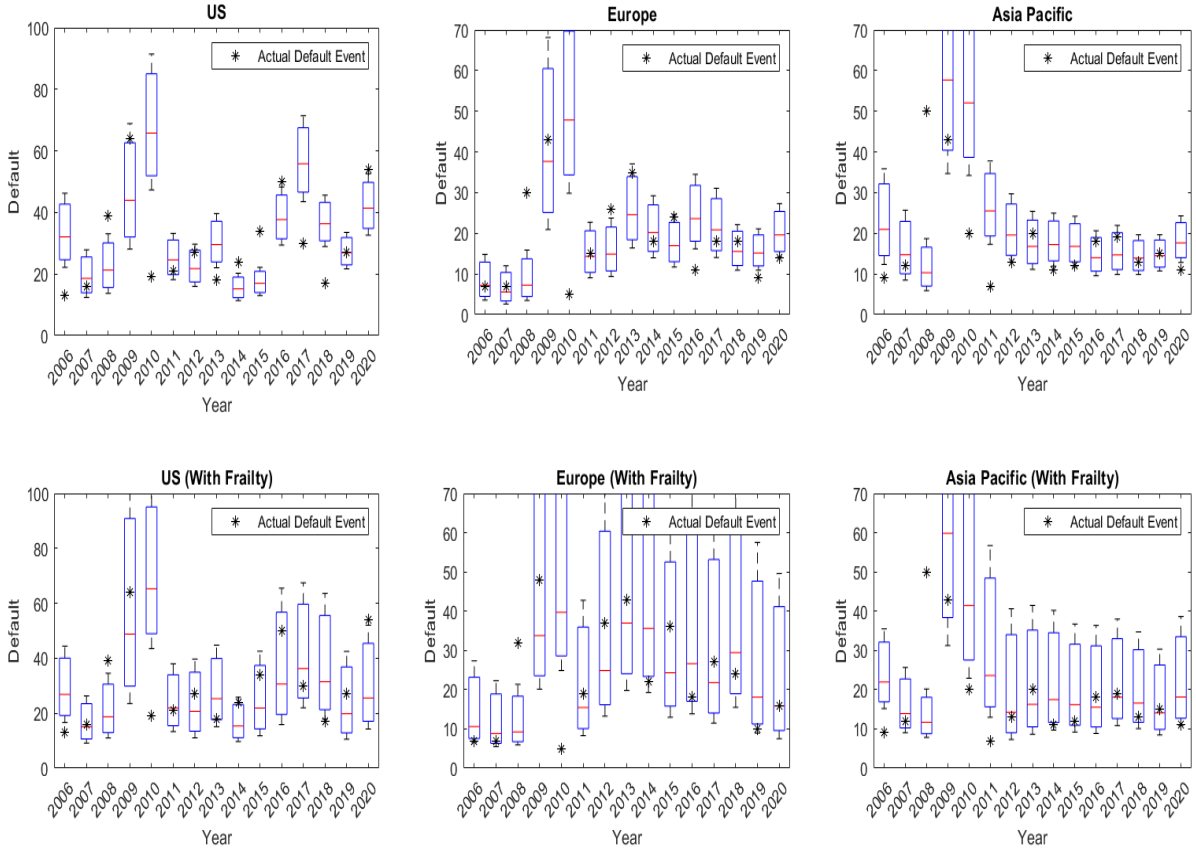 US
Actual Default Event
100
80
60
40
20
0
Default
2006 2007 2008 2009 2010 2011 2012 2013 2014 2015 2016 2017 2018 2019 2020
Year
Europe
Actual Default Event
70
60
50
40
30
20
10
0
Default
2006 2007 2008 2009 2010 2011 2012 2013 2014 2015 2016 2017 2018 2019 2020
Year
Asia Pacific
Actual Default Event
70
60
50
40
30
20
10
0
Default
2006 2007 2008 2009 2010 2011 2012 2013 2014 2015 2016 2017 2018 2019 2020
Year
US (With Frailty)
Actual Default Event
100
80
60
40
20
0
Default
2006 2007 2008 2009 2010 2011 2012 2013 2014 2015 2016 2017 2018 2019 2020
Year
Europe (With Frailty)
Actual Default Event
70
60
50
40
30
20
10
0
Default
2006 2007 2008 2009 2010 2011 2012 2013 2014 2015 2016 2017 2018 2019 2020
Year
Asia Pacific (With Frailty)
Actual Default Event
70
60
50
40
30
20
10
0
Default
2006 2007 2008 2009 2010 2011 2012 2013 2014 2015 2016 2017 2018 2019 2020
Year